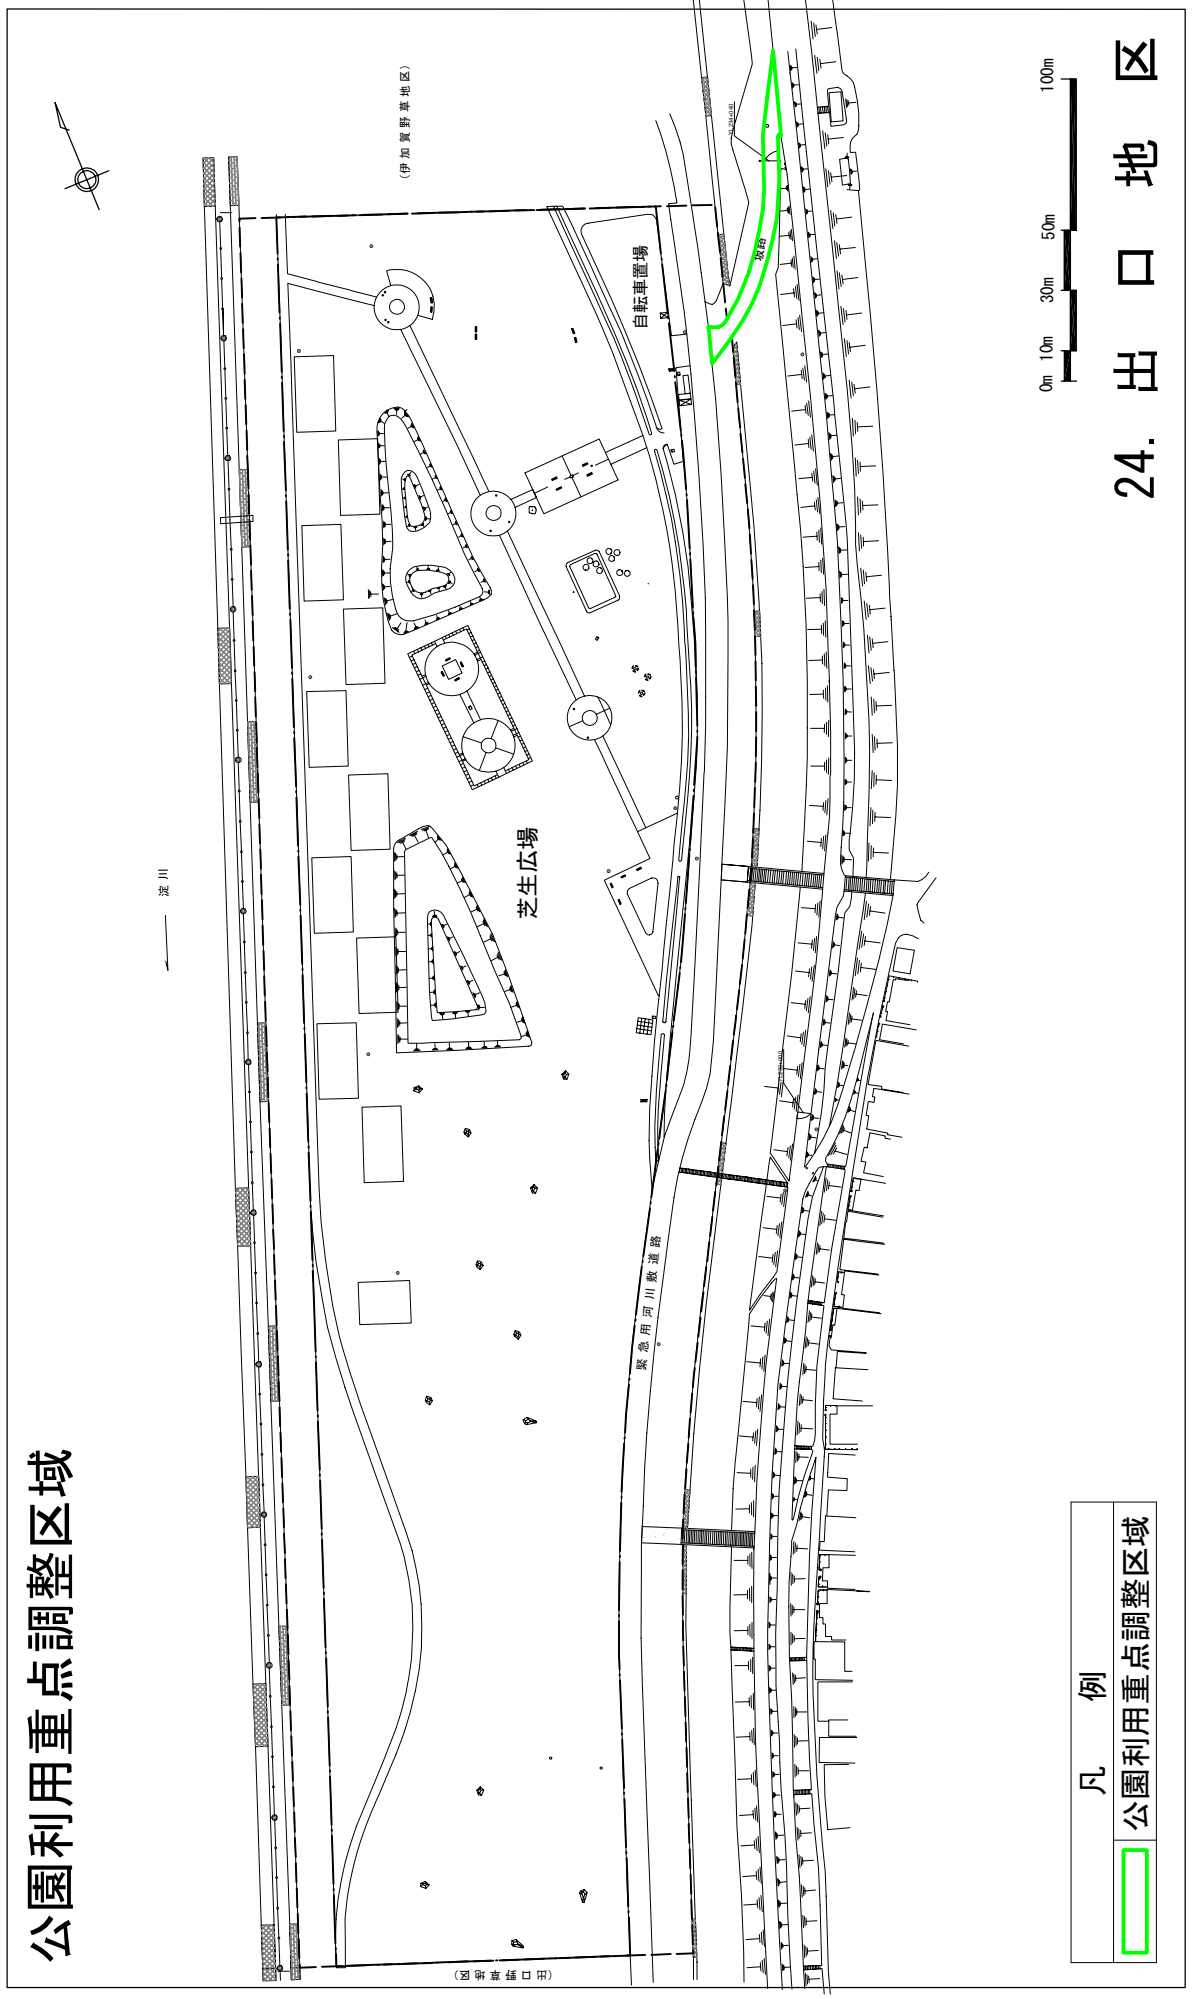 公園利用重点調整区域
淀川
(伊加賀野草地区)
自転車置場
坂路
芝生広場
緊急用河川敷道路
(出口野草地区)
0m 10m 30m 50m 100m
24. 出口地区
凡例
公園利用重点調整区域